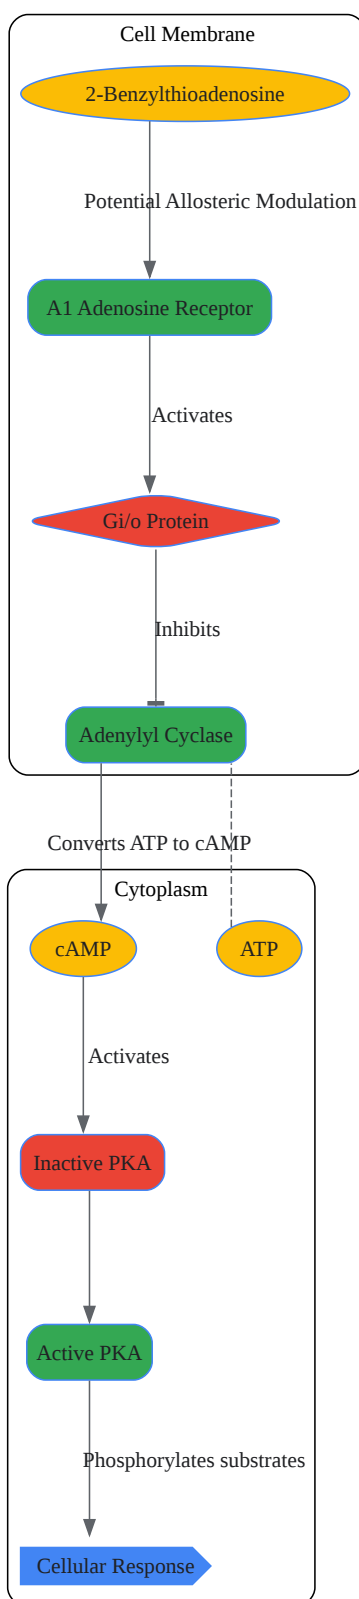 Cell Membrane
2-Benzylthioadenosine
Potential Allosteric Modulation
A1 Adenosine Receptor
Activates
Gi/o Protein
Inhibits
Adenylyl Cyclase
Converts ATP to cAMP
Cytoplasm
cAMP
ATP
Activates
Inactive PKA
Active PKA
Phosphorylates substrates
Cellular Response